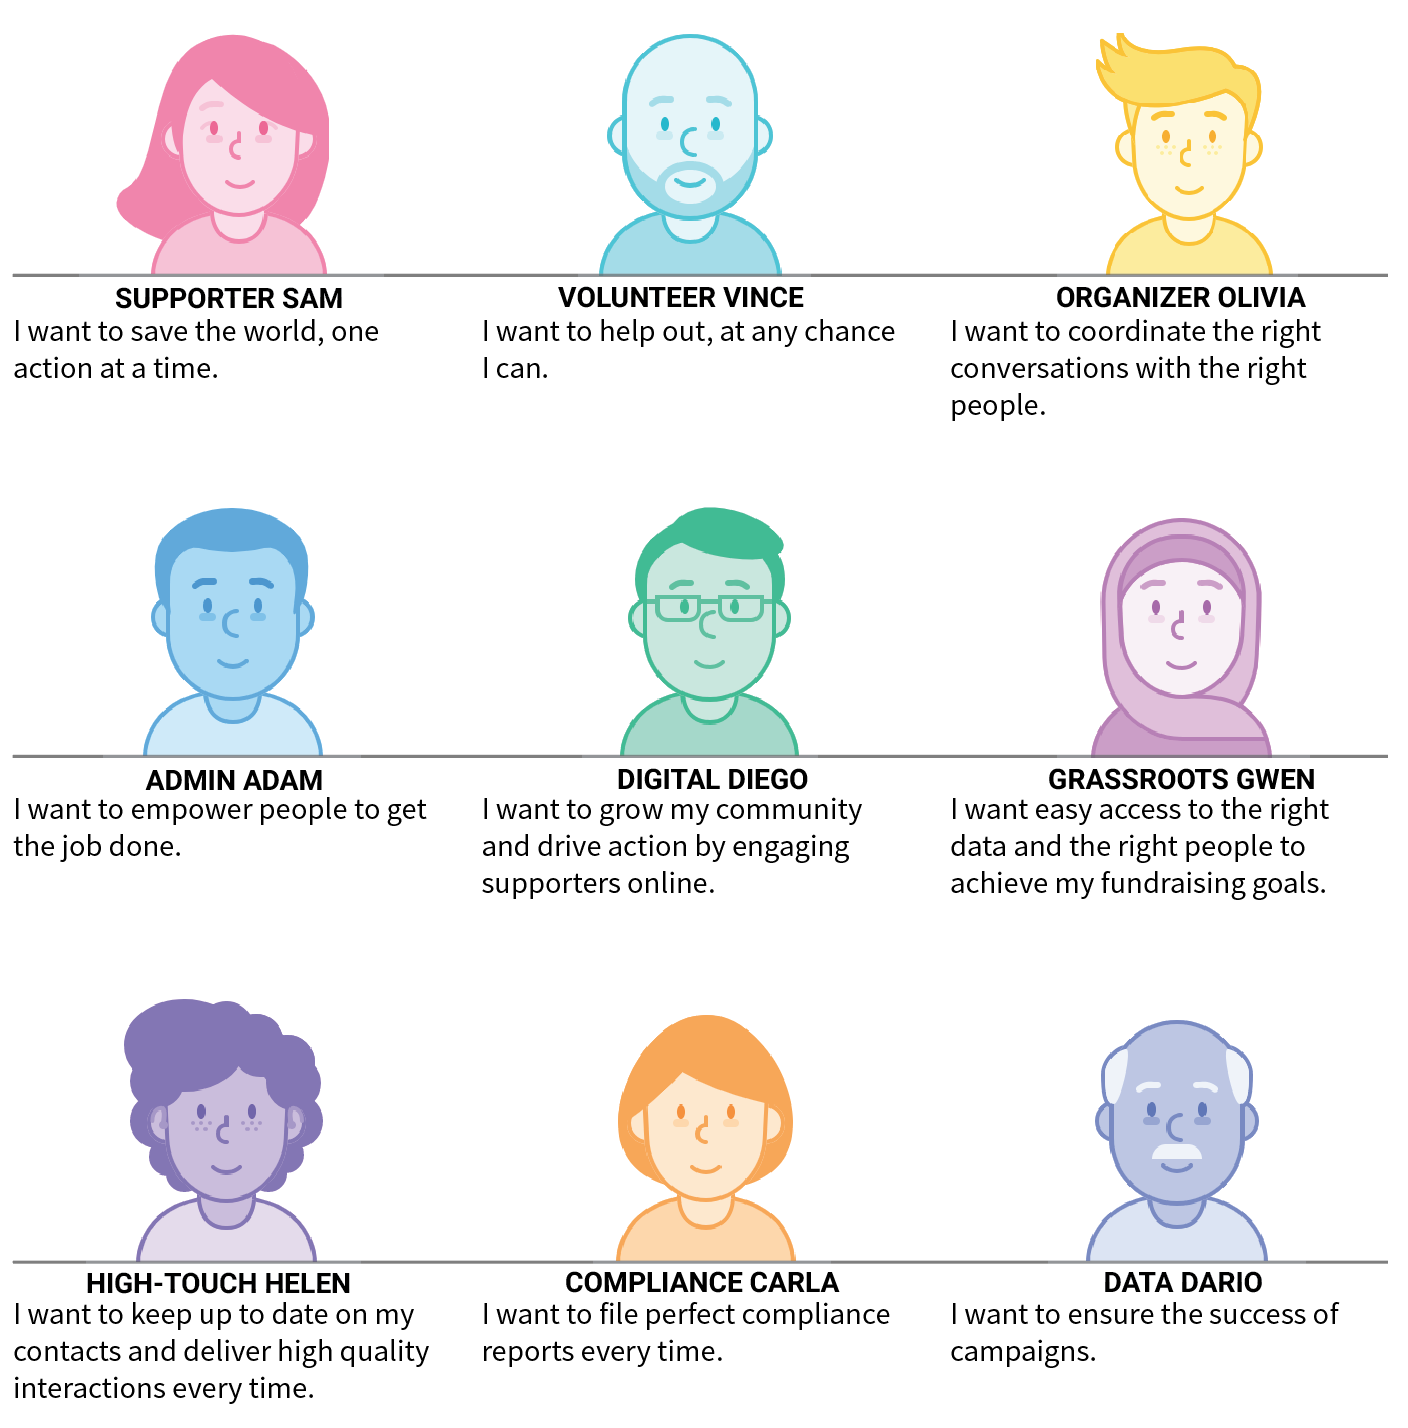 SUPPORTER SAM
I want to save the world, one
action at a time.
VOLUNTEER VINCE
I want to help out, at any chance
I can.
ORGANIZER OLIVIA
I want to coordinate the right
conversations with the right
people.
ADMIN ADAM
I want to empower people to get
the job done.
DIGITAL DIEGO
I want to grow my community
and drive action by engaging
supporters online.
GRASSROOTS GWEN
I want easy access to the right
data and the right people to
achieve my fundraising goals.
HIGH-TOUCH HELEN
I want to keep up to date on my
contacts and deliver high quality
interactions every time.
COMPLIANCE CARLA
I want to file perfect compliance
reports every time.
DATA DARIO
I want to ensure the success of
campaigns.